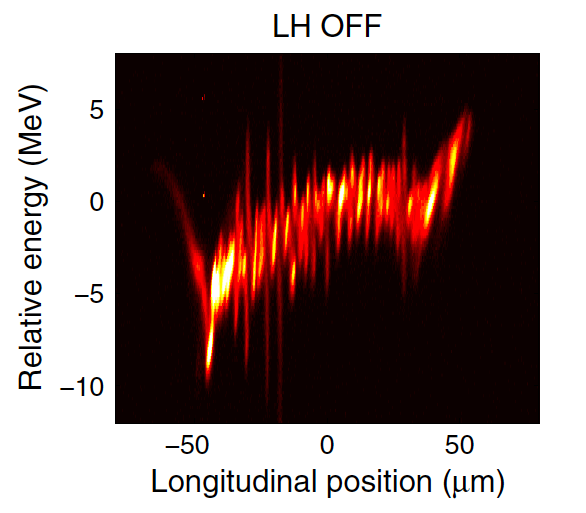 LH OFF
Relative energy (MeV)
5
0
−5
−10
−50 0 50
Longitudinal position (μm)